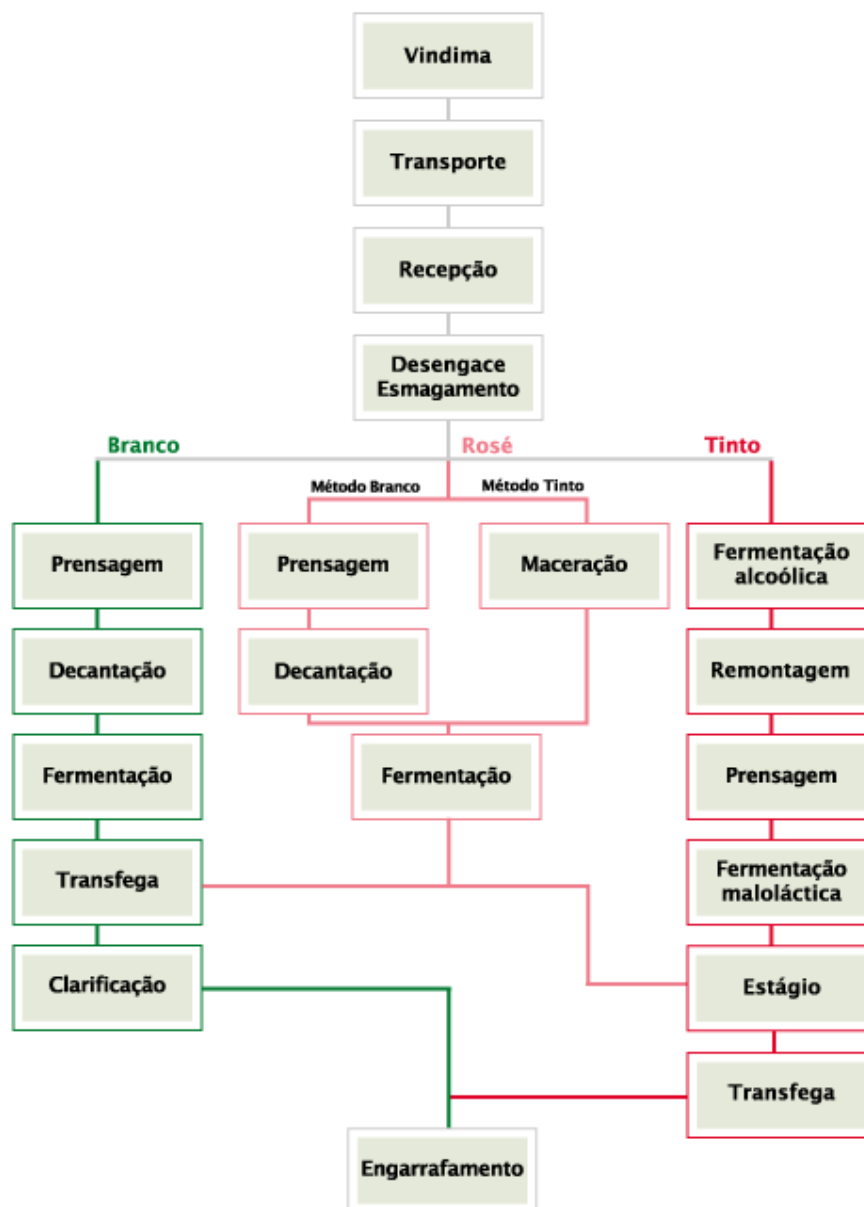 Vindima
Transporte
Recepção
Desengace
Esmagamento
Branco
Rosé
Tinto
Método Branco
Método Tinto
Prensagem
Prensagem
Maceração
Fermentação
alcoólica
Decantação
Decantação
Remontagem
Fermentação
Fermentação
Prensagem
Transfega
Fermentação
maloláctica
Clarificação
Estágio
Transfega
Engarrafamento